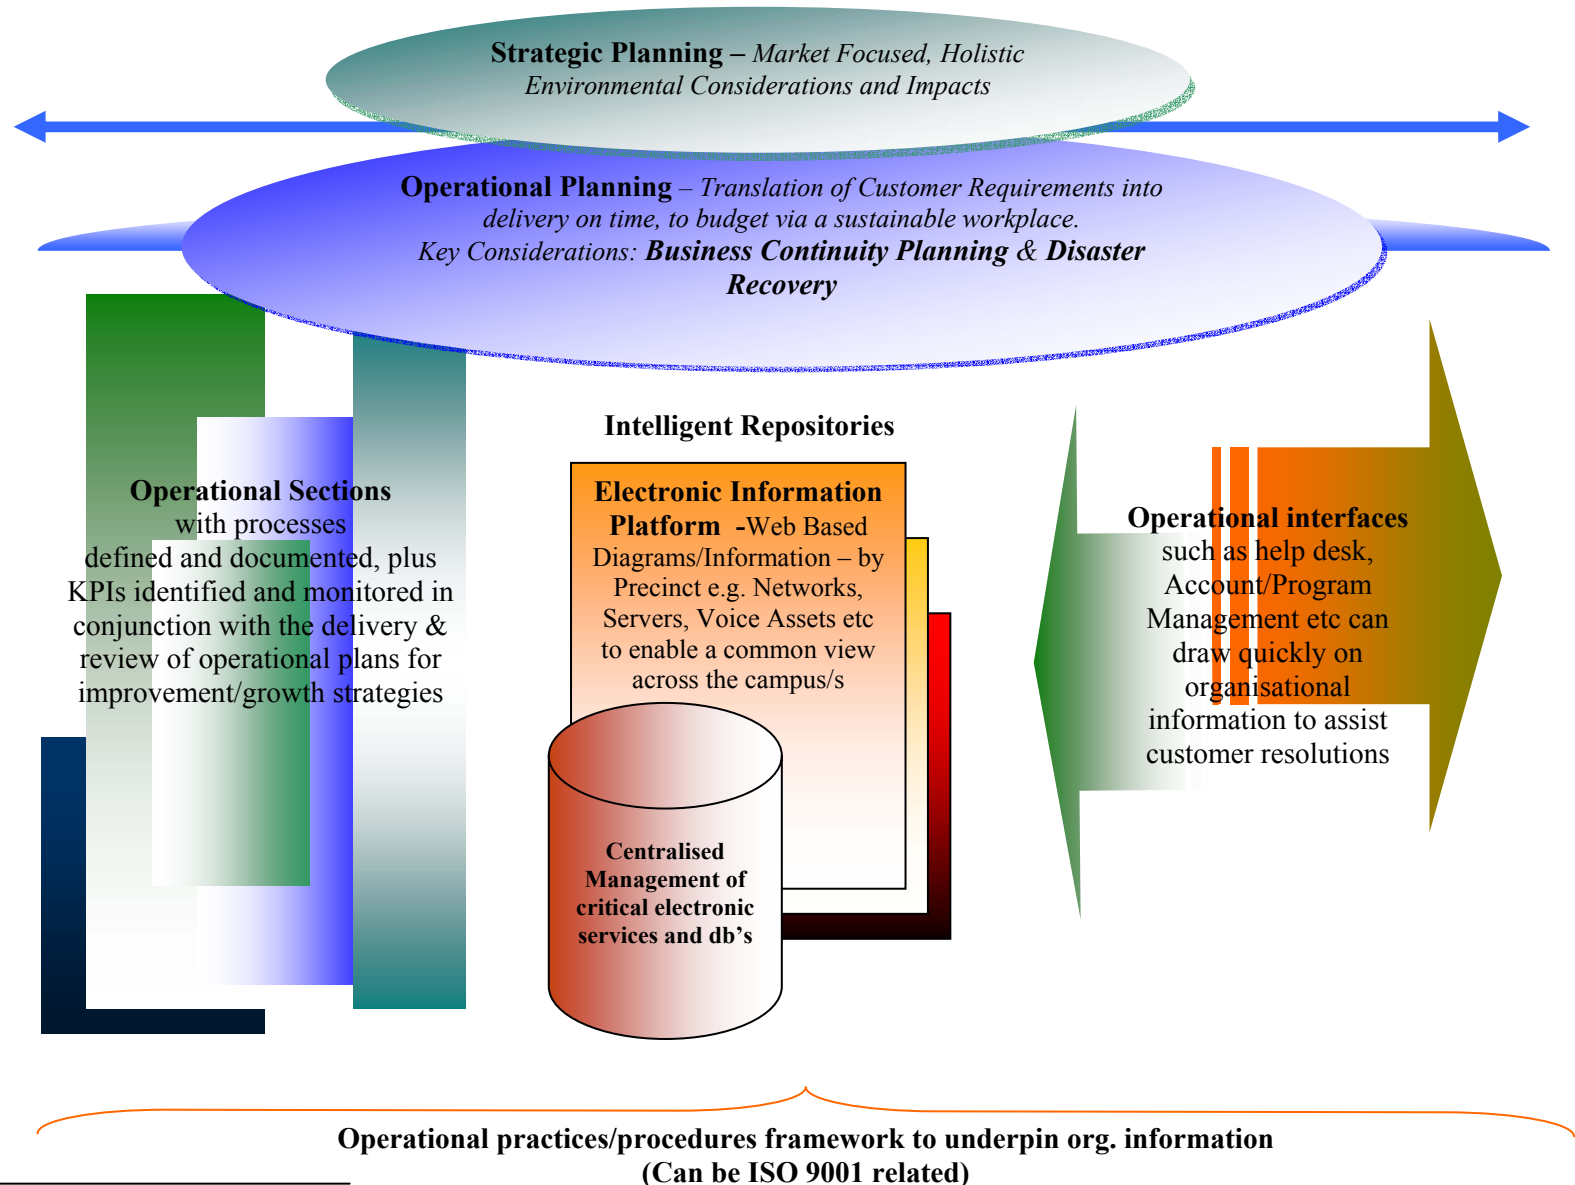 Strategic Planning – Market Focused, Holistic
Environmental Considerations and Impacts
Operational Planning – Translation of Customer Requirements into
delivery on time, to budget via a sustainable workplace.
Key Considerations: Business Continuity Planning & Disaster
Recovery
Operational Sections
with processes
defined and documented, plus
KPIs identified and monitored in
conjunction with the delivery &
review of operational plans for
improvement/growth strategies
Intelligent Repositories
Electronic Information
Platform -Web Based
Diagrams/Information – by
Precinct e.g. Networks,
Servers, Voice Assets etc
to enable a common view
across the campus/s
Centralised
Management of
critical electronic
services and db’s
Operational interfaces
such as help desk,
Account/Program
Management etc can
draw quickly on
organisational
information to assist
customer resolutions
Operational practices/procedures framework to underpin org. information
(Can be ISO 9001 related)